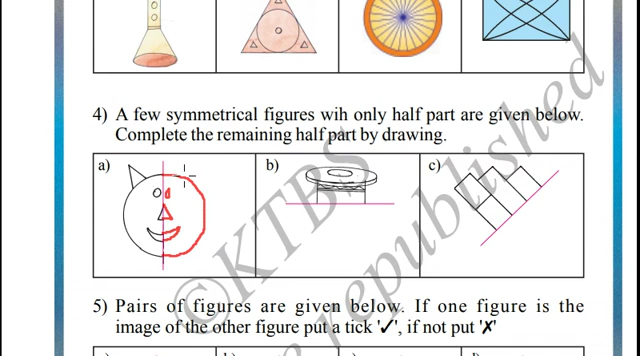 4) A few symmetrical figures wih only half part are given below.
Complete the remaining half part by drawing.
a)
b)
c)
©KTBS
be republished
5) Pairs of figures are given below. If one figure is the
image of the other figure put a tick '✓', if not put '✗'